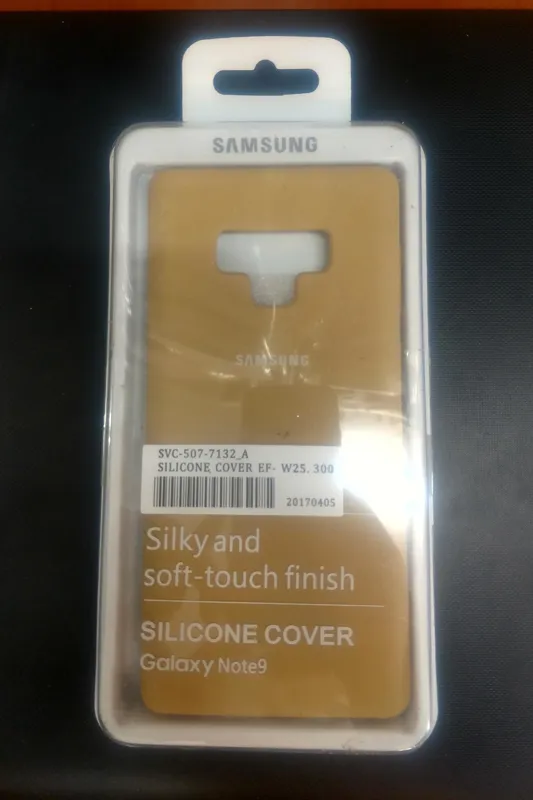 SAMSUNG
SAMSUNG
SVC-507-7132_A
SILICONE COVER EF- W25.300
20170405
Silky and
soft-touch finish
SILICONE COVER
Galaxy Note9